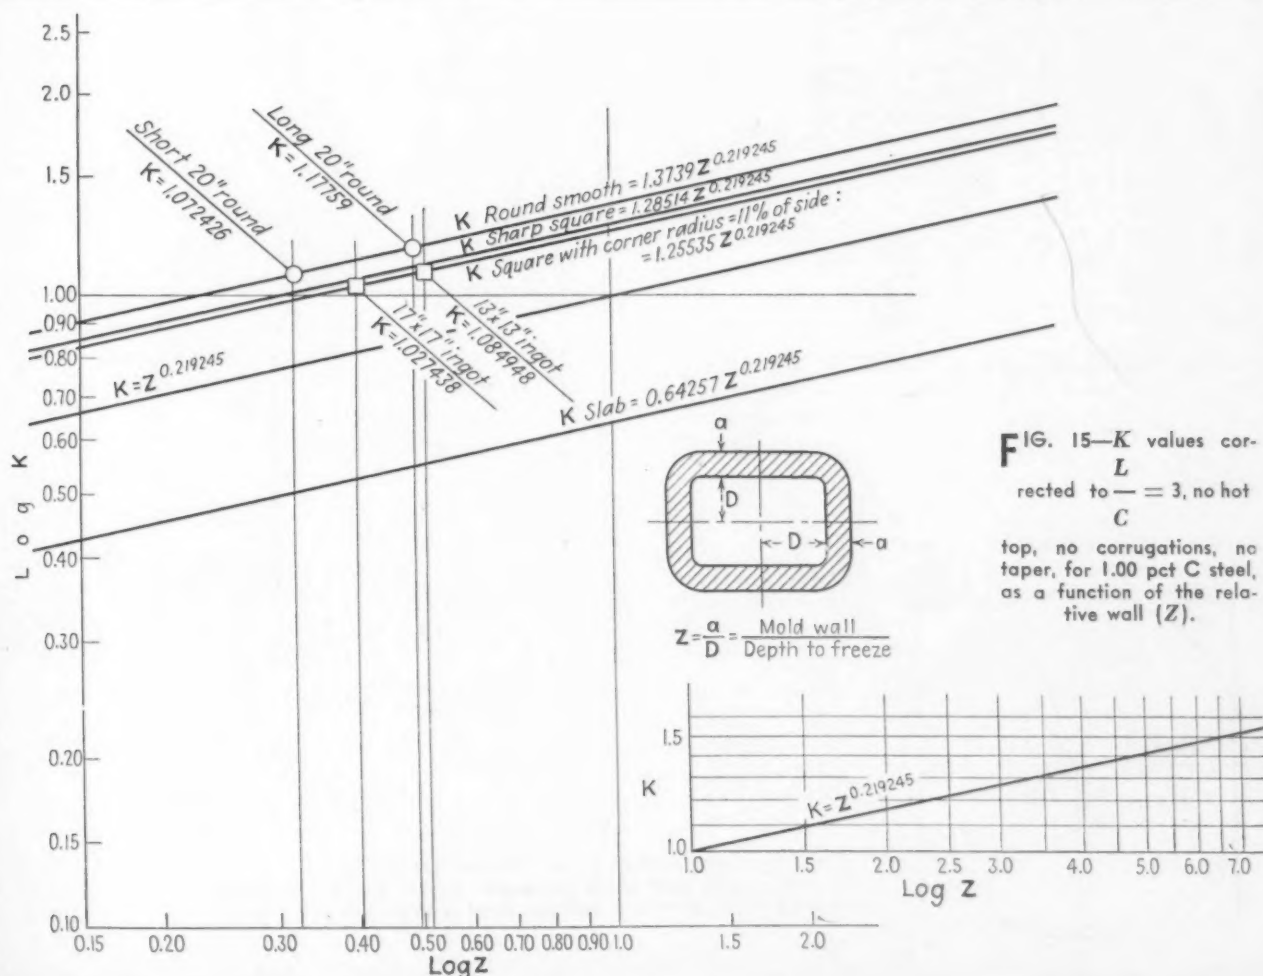 2.5
2.0
1.5
1.00
0.90
0.80
0.70
0.60
0.50
0.40
0.30
0.20
0.15
0.10
Log K
Short 20" round
K=1.072426
Long 20" round
K=1.17759
K Round smooth = 1.3739 Z^0.219245
K Sharp square = 1.28514 Z^0.219245
K Square with corner radius = 11% of side :
= 1.25535 Z^0.219245
17"x17" ingot
K=1.027438
13"x13" ingot
K=1.084948
K=Z^0.219245
K Slab = 0.64257 Z^0.219245
α
D
D
α
Z = α/D = Mold wall / Depth to freeze
FIG. 15—K values cor-
rected to L/C = 3, no hot
top, no corrugations, no
taper, for 1.00 pct C steel,
as a function of the rela-
tive wall (Z).
0.15 0.20 0.30 0.40 0.50 0.60 0.70 0.80 0.90 1.0 1.5 2.0
Log Z
1.5
K
1.0
K=Z^0.219245
1.0 1.5 2.0 2.5 3.0 4.0 5.0 6.0 7.0
Log Z